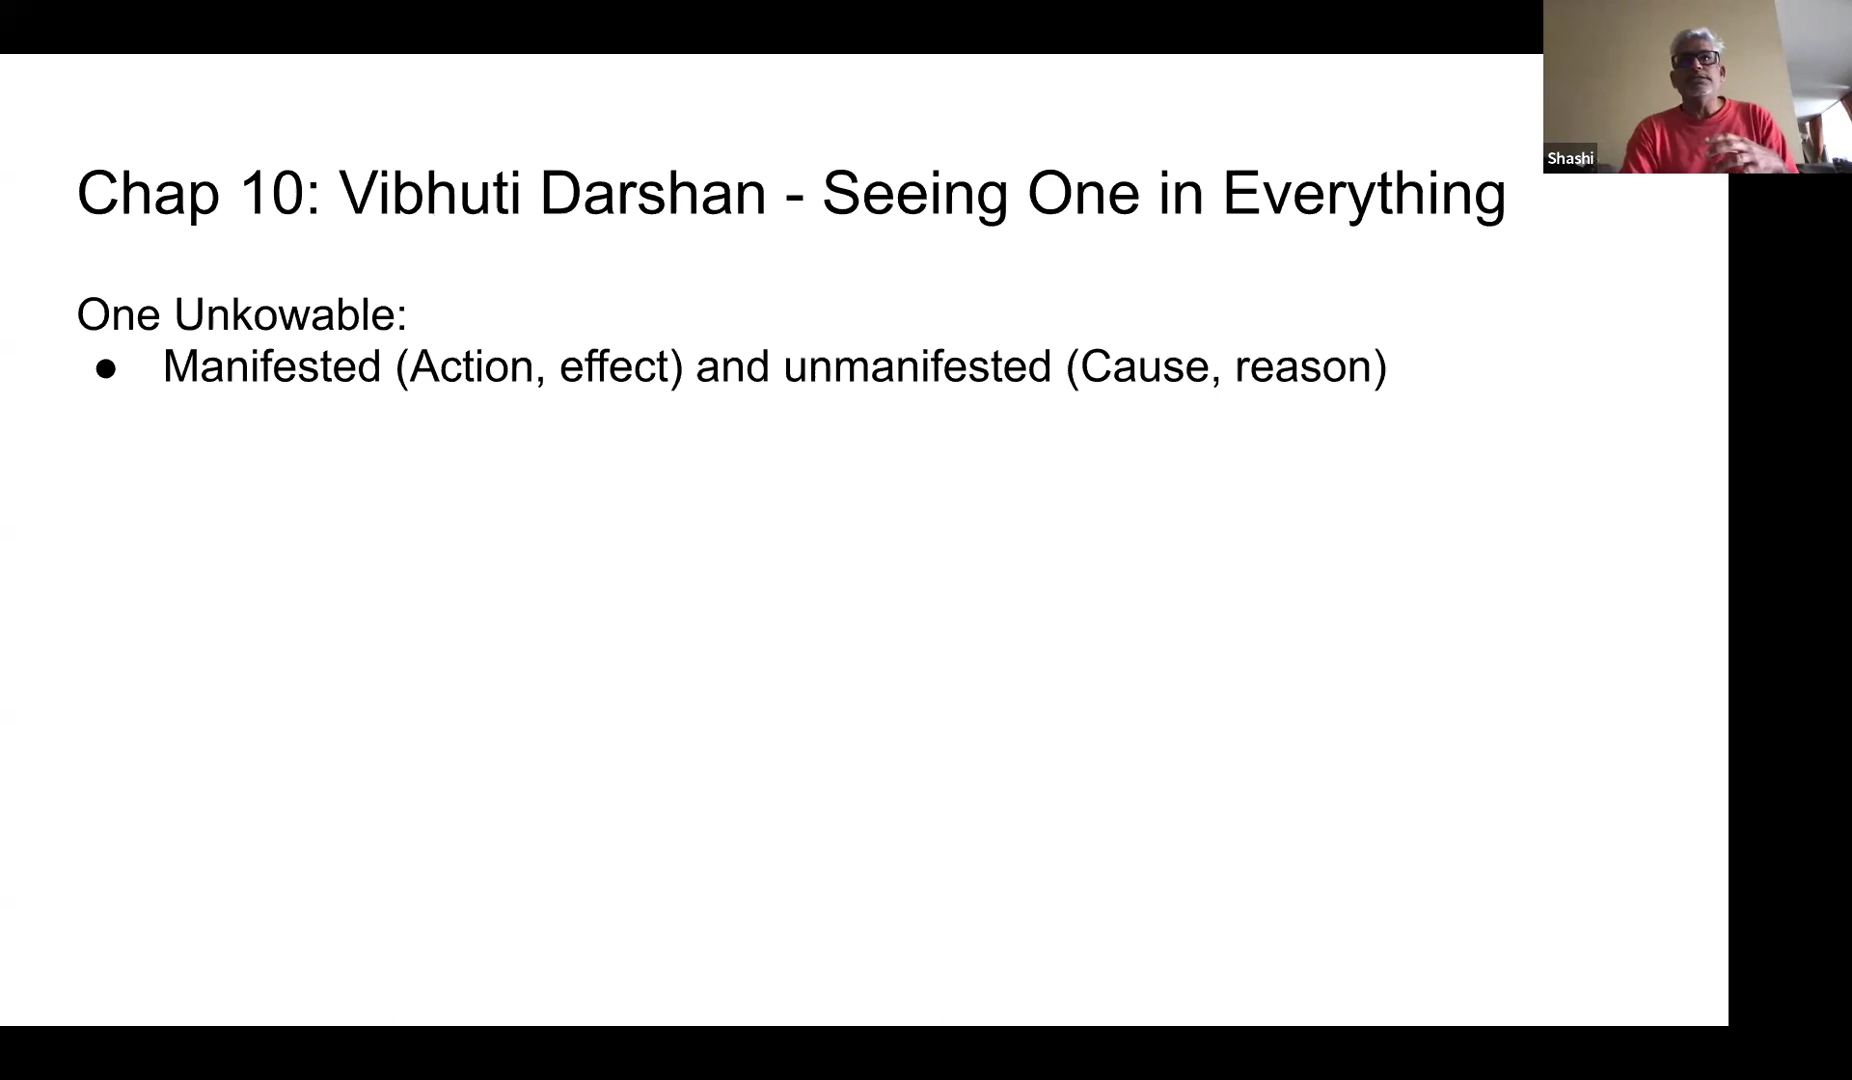 Chap 10: Vibhuti Darshan - Seeing One in Everything
One Unkowable:
● Manifested (Action, effect) and unmanifested (Cause, reason)
Shashi